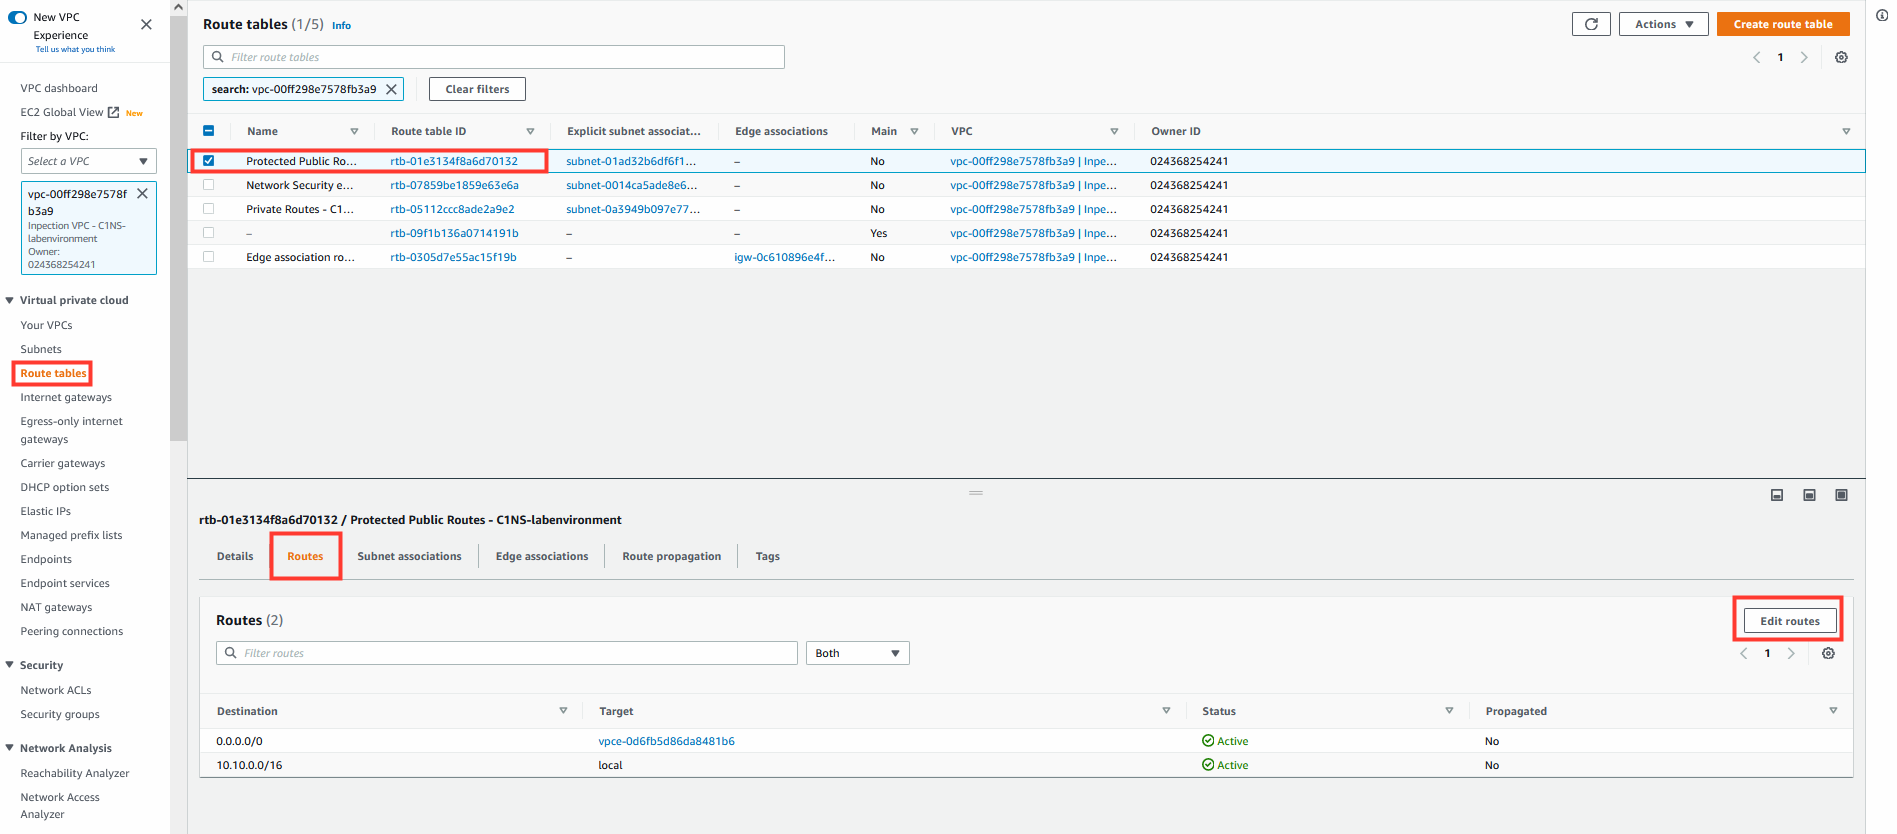 New VPC
Experience
Tell us what you think
VPC dashboard
EC2 Global View New
Filter by VPC:
Select a VPC
vpc-00ff298e7578f
b3a9
Inpection VPC - C1NS-
labenvironment
Owner:
024368254241
Virtual private cloud
Your VPCs
Subnets
Route tables
Internet gateways
Egress-only internet
gateways
Carrier gateways
DHCP option sets
Elastic IPs
Managed prefix lists
Endpoints
Endpoint services
NAT gateways
Peering connections
Security
Network ACLs
Security groups
Network Analysis
Reachability Analyzer
Network Access
Analyzer
Route tables (1/5) Info
Actions
Create route table
Filter route tables
1
search: vpc-00ff298e7578fb3a9
Clear filters
Name Route table ID Explicit subnet associat... Edge associations Main VPC Owner ID
Protected Public Ro... rtb-01e3134f8a6d70132 subnet-01ad32b6df6f1... – No vpc-00ff298e7578fb3a9 | Inpe... 024368254241
Network Security e... rtb-07859be1859e63e6a subnet-0014ca5ade8e6... – No vpc-00ff298e7578fb3a9 | Inpe... 024368254241
Private Routes - C1... rtb-05112ccc8ade2a9e2 subnet-0a3949b097e77... – No vpc-00ff298e7578fb3a9 | Inpe... 024368254241
– rtb-09f1b136a0714191b – – Yes vpc-00ff298e7578fb3a9 | Inpe... 024368254241
Edge association ro... rtb-0305d7e55ac15f19b – igw-0c610896e4f... No vpc-00ff298e7578fb3a9 | Inpe... 024368254241
rtb-01e3134f8a6d70132 / Protected Public Routes - C1NS-labenvironment
Details Routes Subnet associations Edge associations Route propagation Tags
Routes (2)
Edit routes
Filter routes
Both
1
Destination Target Status Propagated
0.0.0.0/0 vpce-0d6fb5d86da8481b6 Active No
10.10.0.0/16 local Active No